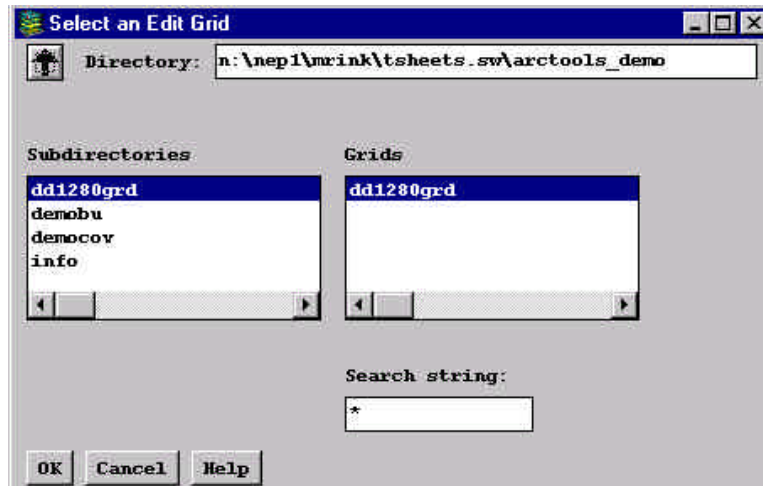 Select an Edit Grid
Directory: n:\nep1\mrink\tsheets.sw\arctools_demo
Subdirectories
dd1280grd
demobu
democov
info
Grids
dd1280grd
Search string:
*
OK Cancel Help